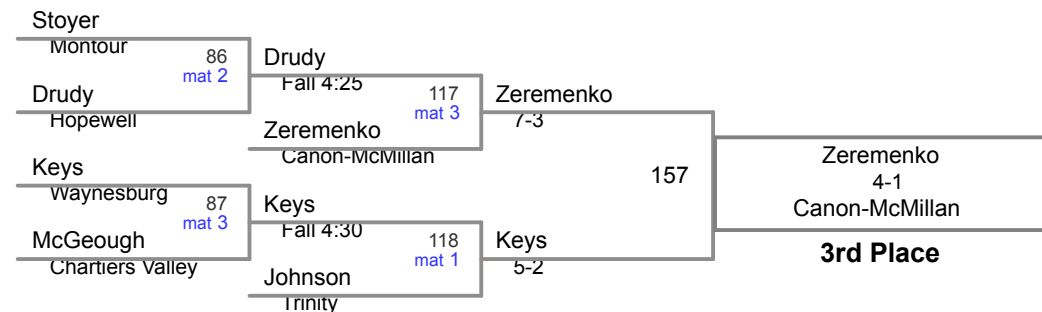 Stoyer
Montour
86
mat 2
Drudy
Hopewell
Keys
Waynesburg
87
mat 3
McGeough
Chartiers Valley
Drudy
Fall 4:25
117
mat 3
Zeremenko
Canon-McMillan
Keys
Fall 4:30
118
mat 1
Johnson
Trinity
Zeremenko
7-3
157
Keys
5-2
Zeremenko
4-1
Canon-McMillan
3rd Place